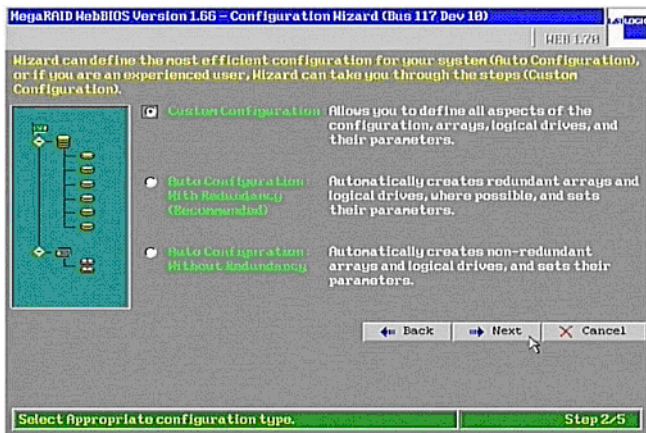 MegaRAID WebBIOS Version 1.66 - Configuration Wizard (Bus 117 Dev 10)
LSI LOGIC
WEB 1.70
Wizard can define the most efficient configuration for your system (Auto Configuration),
or if you are an experienced user, Wizard can take you through the steps (Custom
Configuration).
Custom Configuration Allows you to define all aspects of the
configuration, arrays, logical drives, and
their parameters.
Auto Configuration: Automatically creates redundant arrays and
With Redundancy logical drives, where possible, and sets
(Recommended) their parameters.
Auto Configuration: Automatically creates non-redundant
Without Redundancy arrays and logical drives, and sets their
parameters.
Back Next Cancel
Select Appropriate configuration type. Step 2/5